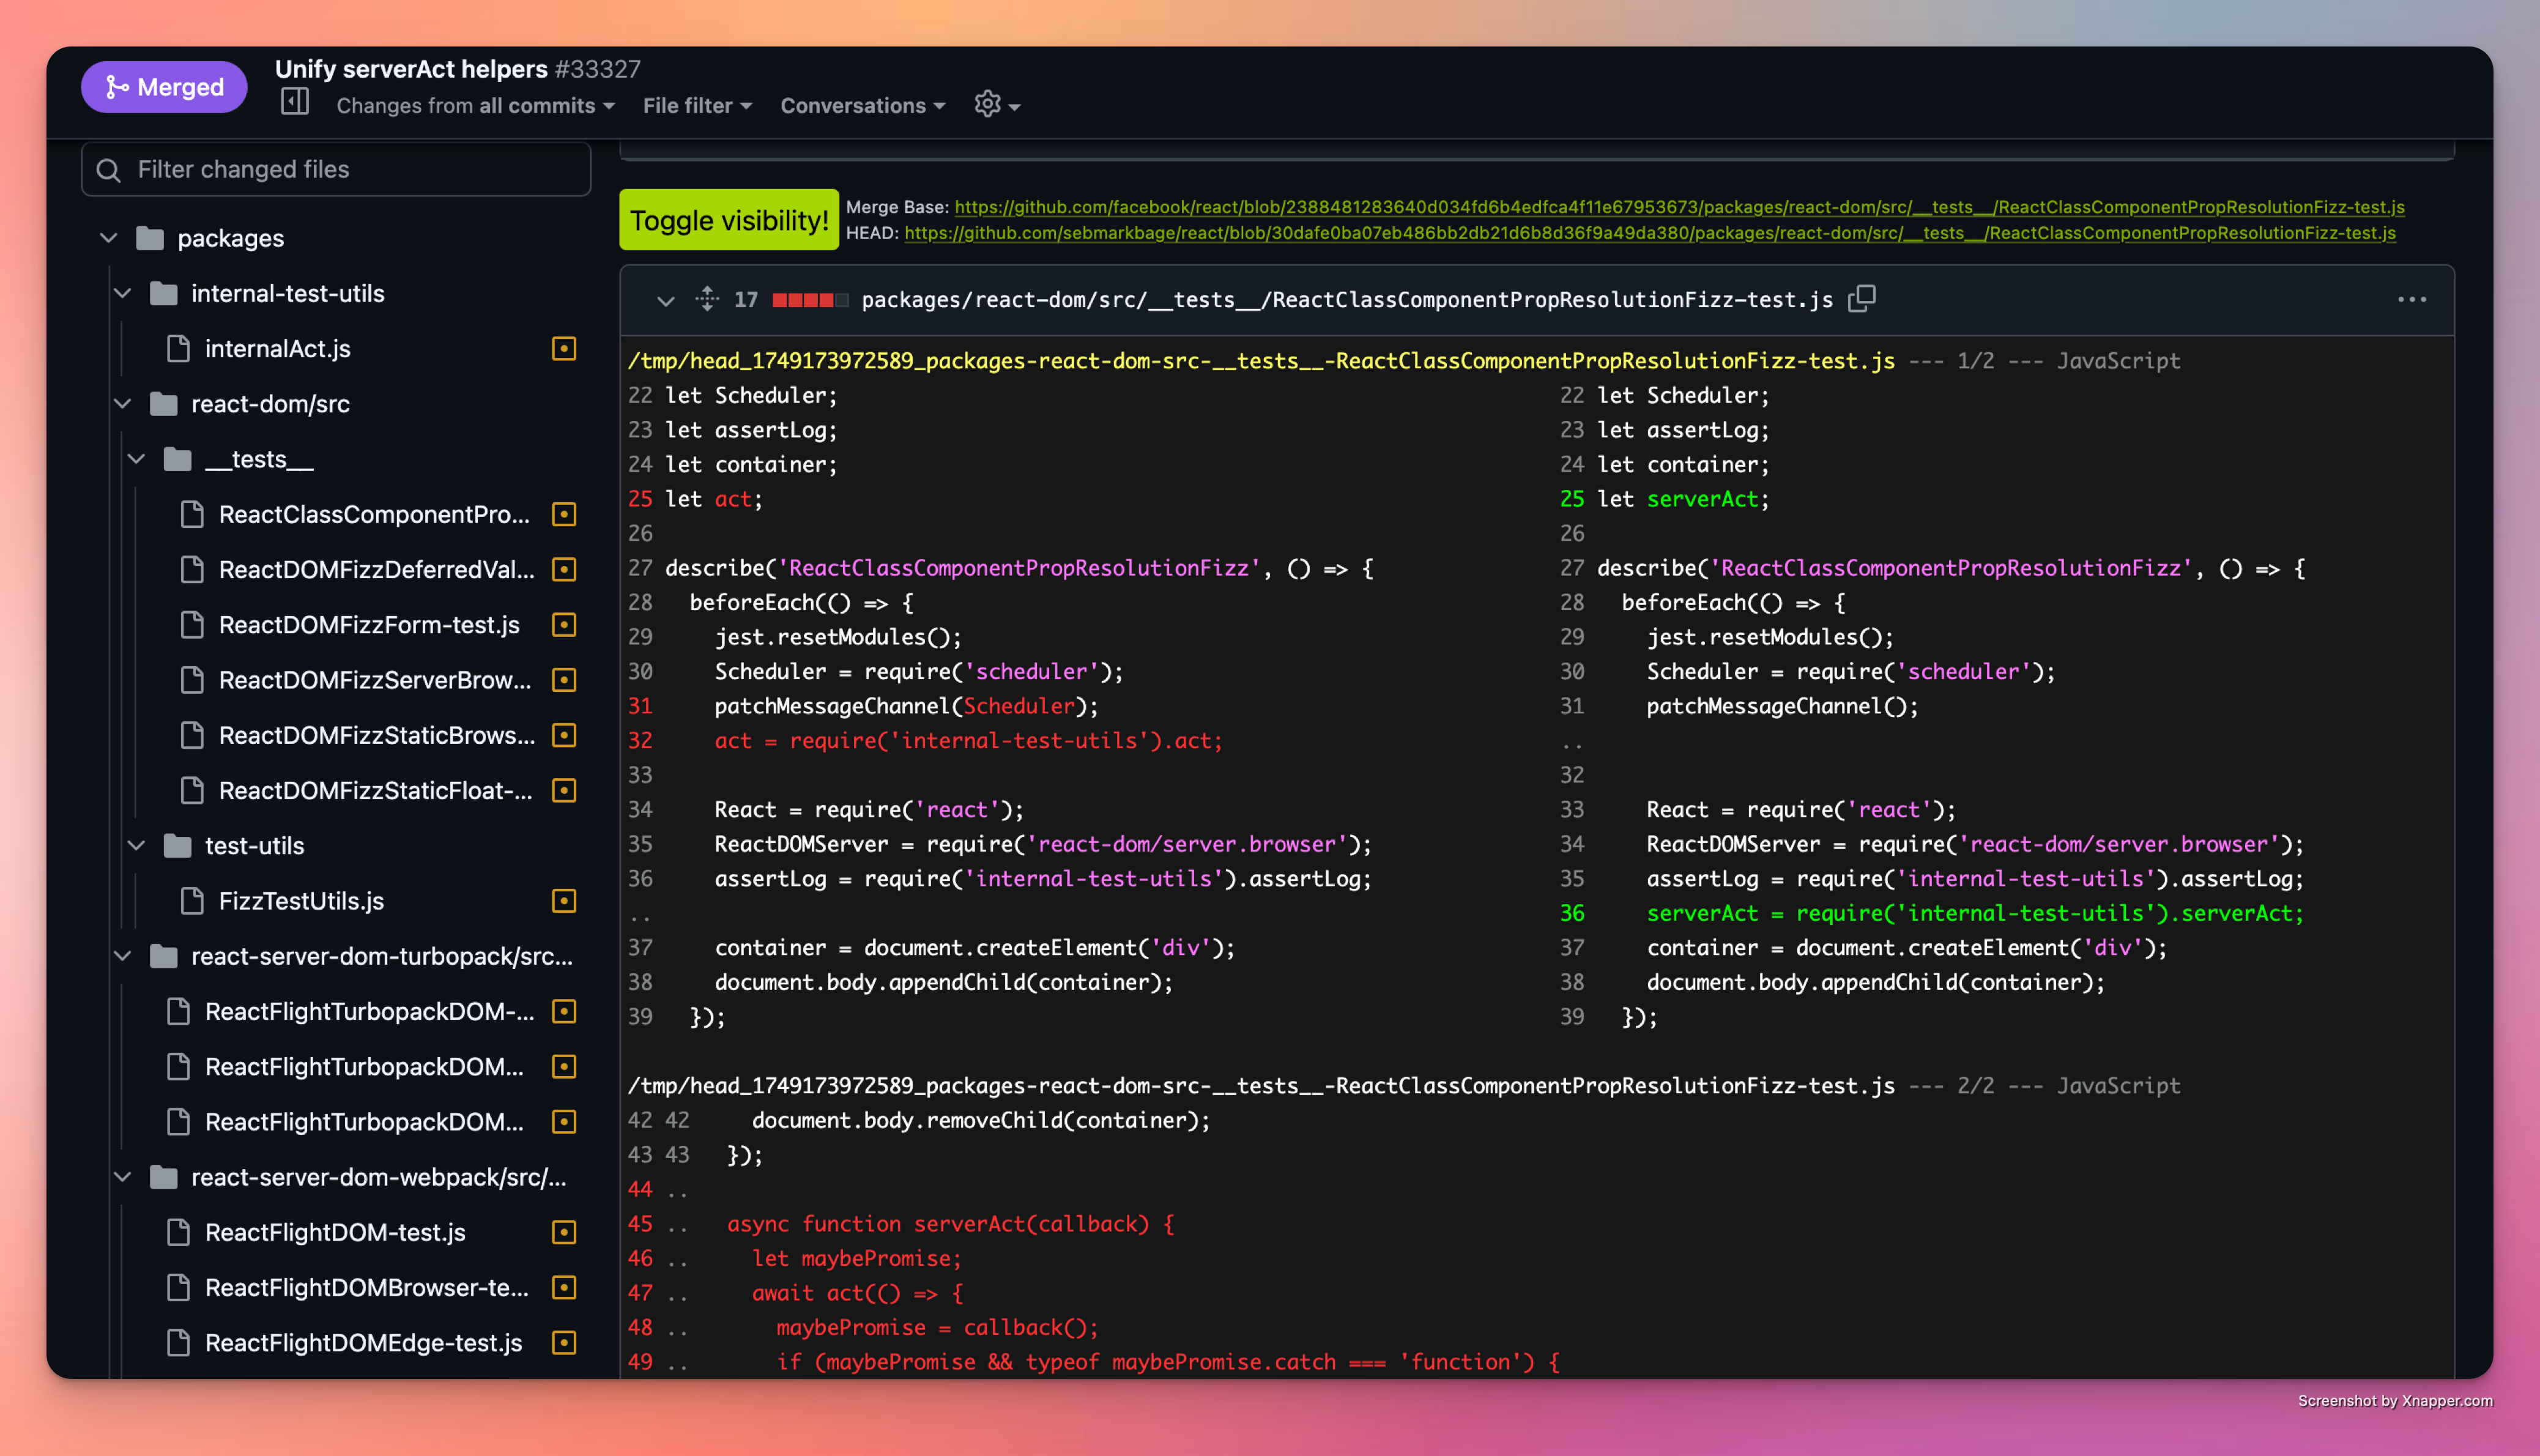 Merged
Unify serverAct helpers #33327
Changes from all commits File filter Conversations
Filter changed files
packages
internal-test-utils
internalAct.js
react-dom/src
__tests__
ReactClassComponentPro...
ReactDOMFizzDeferredVal...
ReactDOMFizzForm-test.js
ReactDOMFizzServerBrow...
ReactDOMFizzStaticBrows...
ReactDOMFizzStaticFloat-...
test-utils
FizzTestUtils.js
react-server-dom-turbopack/src...
ReactFlightTurbopackDOM-...
ReactFlightTurbopackDOM...
ReactFlightTurbopackDOM...
react-server-dom-webpack/src/...
ReactFlightDOM-test.js
ReactFlightDOMBrowser-te...
ReactFlightDOMEdge-test.js
Toggle visibility!
Merge Base: https://github.com/facebook/react/blob/2388481283640d034fd6b4edfca4f11e67953673/packages/react-dom/src/__tests__/ReactClassComponentPropResolutionFizz-test.js
HEAD: https://github.com/sebmarkbage/react/blob/30dafe0ba07eb486bb2db21d6b8d36f9a49da380/packages/react-dom/src/__tests__/ReactClassComponentPropResolutionFizz-test.js
17 packages/react-dom/src/__tests__/ReactClassComponentPropResolutionFizz-test.js
/tmp/head_1749173972589_packages-react-dom-src-__tests__-ReactClassComponentPropResolutionFizz-test.js --- 1/2 --- JavaScript
22 let Scheduler; 22 let Scheduler;
23 let assertLog; 23 let assertLog;
24 let container; 24 let container;
25 let act; 25 let serverAct;
26 26
27 describe('ReactClassComponentPropResolutionFizz', () => { 27 describe('ReactClassComponentPropResolutionFizz', () => {
28 beforeEach(() => { 28 beforeEach(() => {
29 jest.resetModules(); 29 jest.resetModules();
30 Scheduler = require('scheduler'); 30 Scheduler = require('scheduler');
31 patchMessageChannel(Scheduler); 31 patchMessageChannel();
32 act = require('internal-test-utils').act; ..
33 32
34 React = require('react'); 33 React = require('react');
35 ReactDOMServer = require('react-dom/server.browser'); 34 ReactDOMServer = require('react-dom/server.browser');
36 assertLog = require('internal-test-utils').assertLog; 35 assertLog = require('internal-test-utils').assertLog;
.. 36 serverAct = require('internal-test-utils').serverAct;
37 container = document.createElement('div'); 37 container = document.createElement('div');
38 document.body.appendChild(container); 38 document.body.appendChild(container);
39 }); 39 });
/tmp/head_1749173972589_packages-react-dom-src-__tests__-ReactClassComponentPropResolutionFizz-test.js --- 2/2 --- JavaScript
42 42 document.body.removeChild(container);
43 43 });
44 ..
45 .. async function serverAct(callback) {
46 .. let maybePromise;
47 .. await act(() => {
48 .. maybePromise = callback();
49 .. if (maybePromise && typeof maybePromise.catch === 'function') {
Screenshot by Xnapper.com